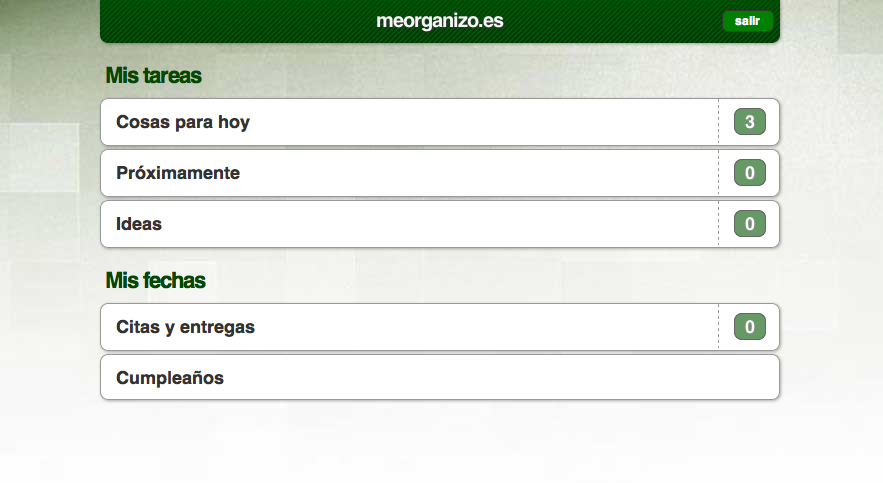 meorganizo.es
salir
Mis tareas
Cosas para hoy
3
Próximamente
0
Ideas
0
Mis fechas
Citas y entregas
0
Cumpleaños